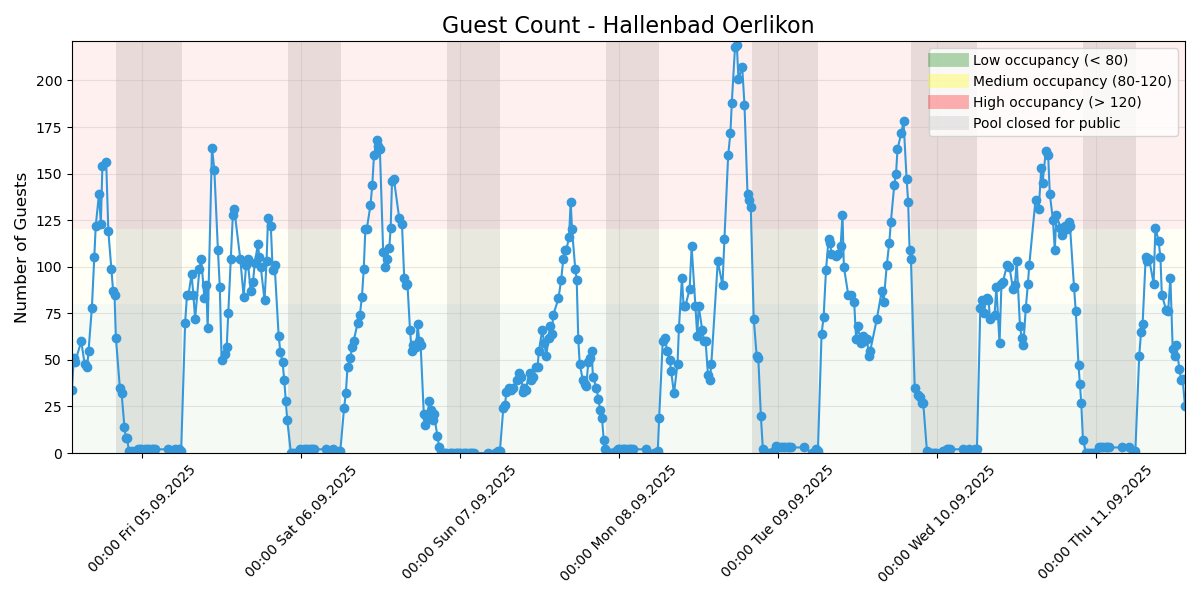 Guest Count - Hallenbad Oerlikon
Number of Guests
200
175
150
125
100
75
50
25
0
Low occupancy (< 80)
Medium occupancy (80-120)
High occupancy (> 120)
Pool closed for public
00:00 Fri 05.09.2025
00:00 Sat 06.09.2025
00:00 Sun 07.09.2025
00:00 Mon 08.09.2025
00:00 Tue 09.09.2025
00:00 Wed 10.09.2025
00:00 Thu 11.09.2025